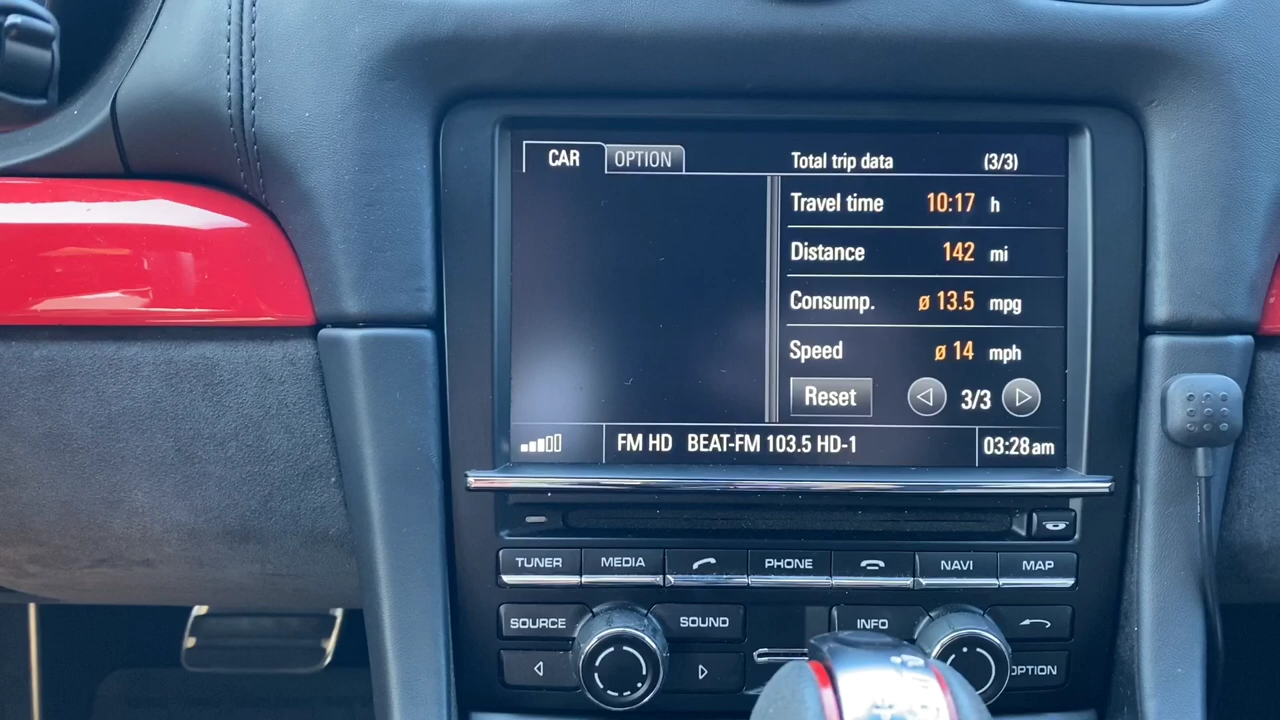 CAR OPTION Total trip data (3/3)
Travel time 10:17 h
Distance 142 mi
Consump. ø 13.5 mpg
Speed ø 14 mph
Reset 3/3
FM HD BEAT-FM 103.5 HD-1 03:28 am
TUNER MEDIA PHONE NAVI MAP
SOURCE SOUND INFO
OPTION